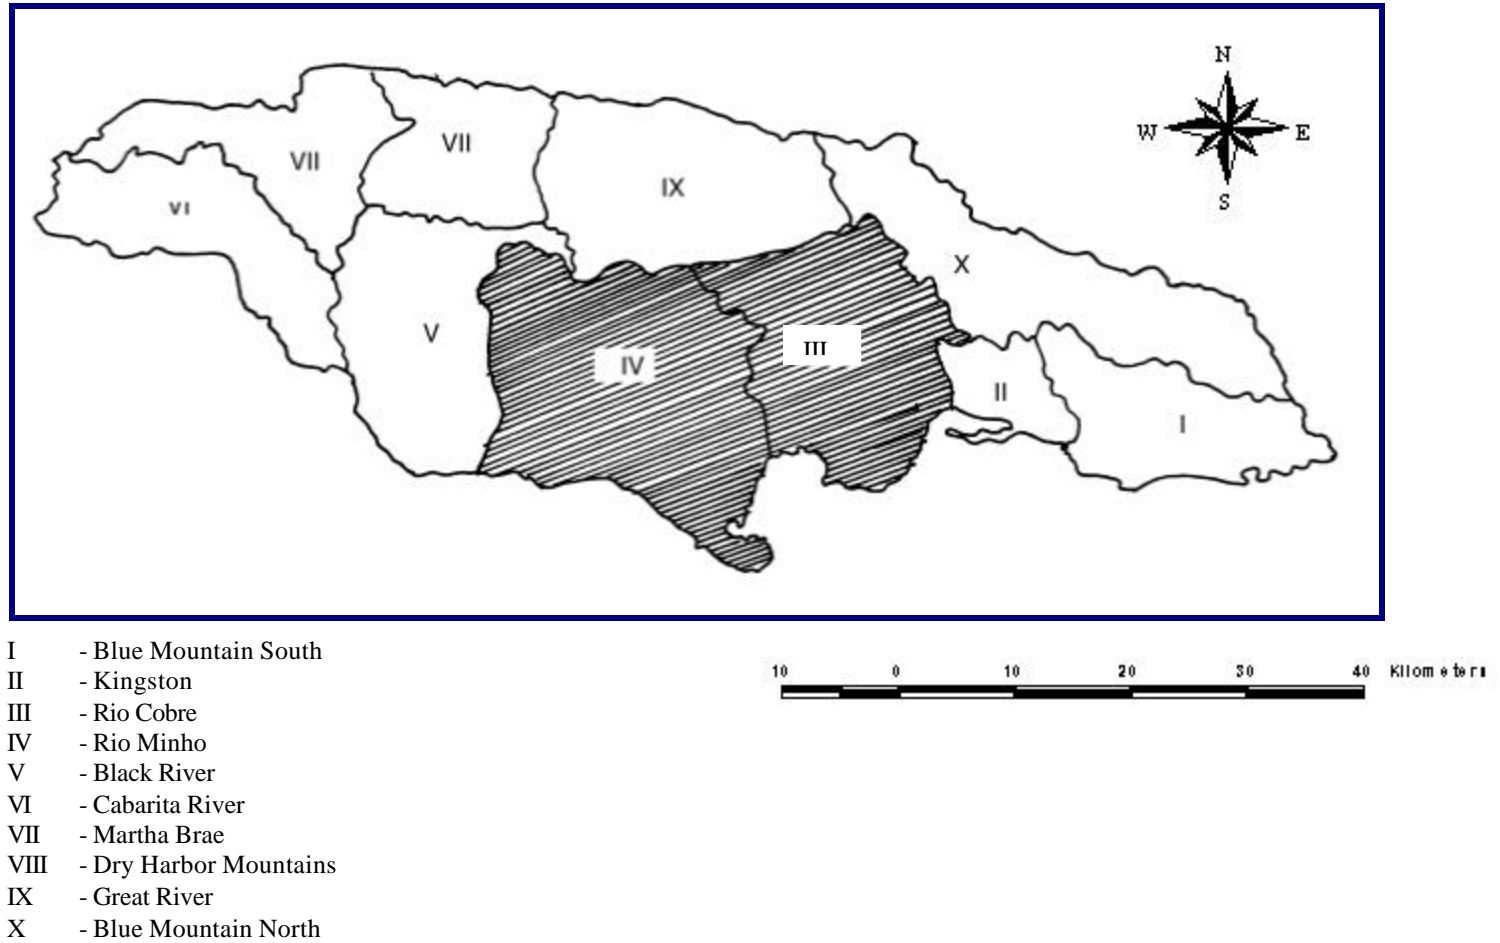 N
W E
S
VII
VII
IX
VI
X
V
III
IV
II
I
10 0 10 20 30 40 Kilometers
I - Blue Mountain South
II - Kingston
III - Rio Cobre
IV - Rio Minho
V - Black River
VI - Cabarita River
VII - Martha Brae
VIII - Dry Harbor Mountains
IX - Great River
X - Blue Mountain North